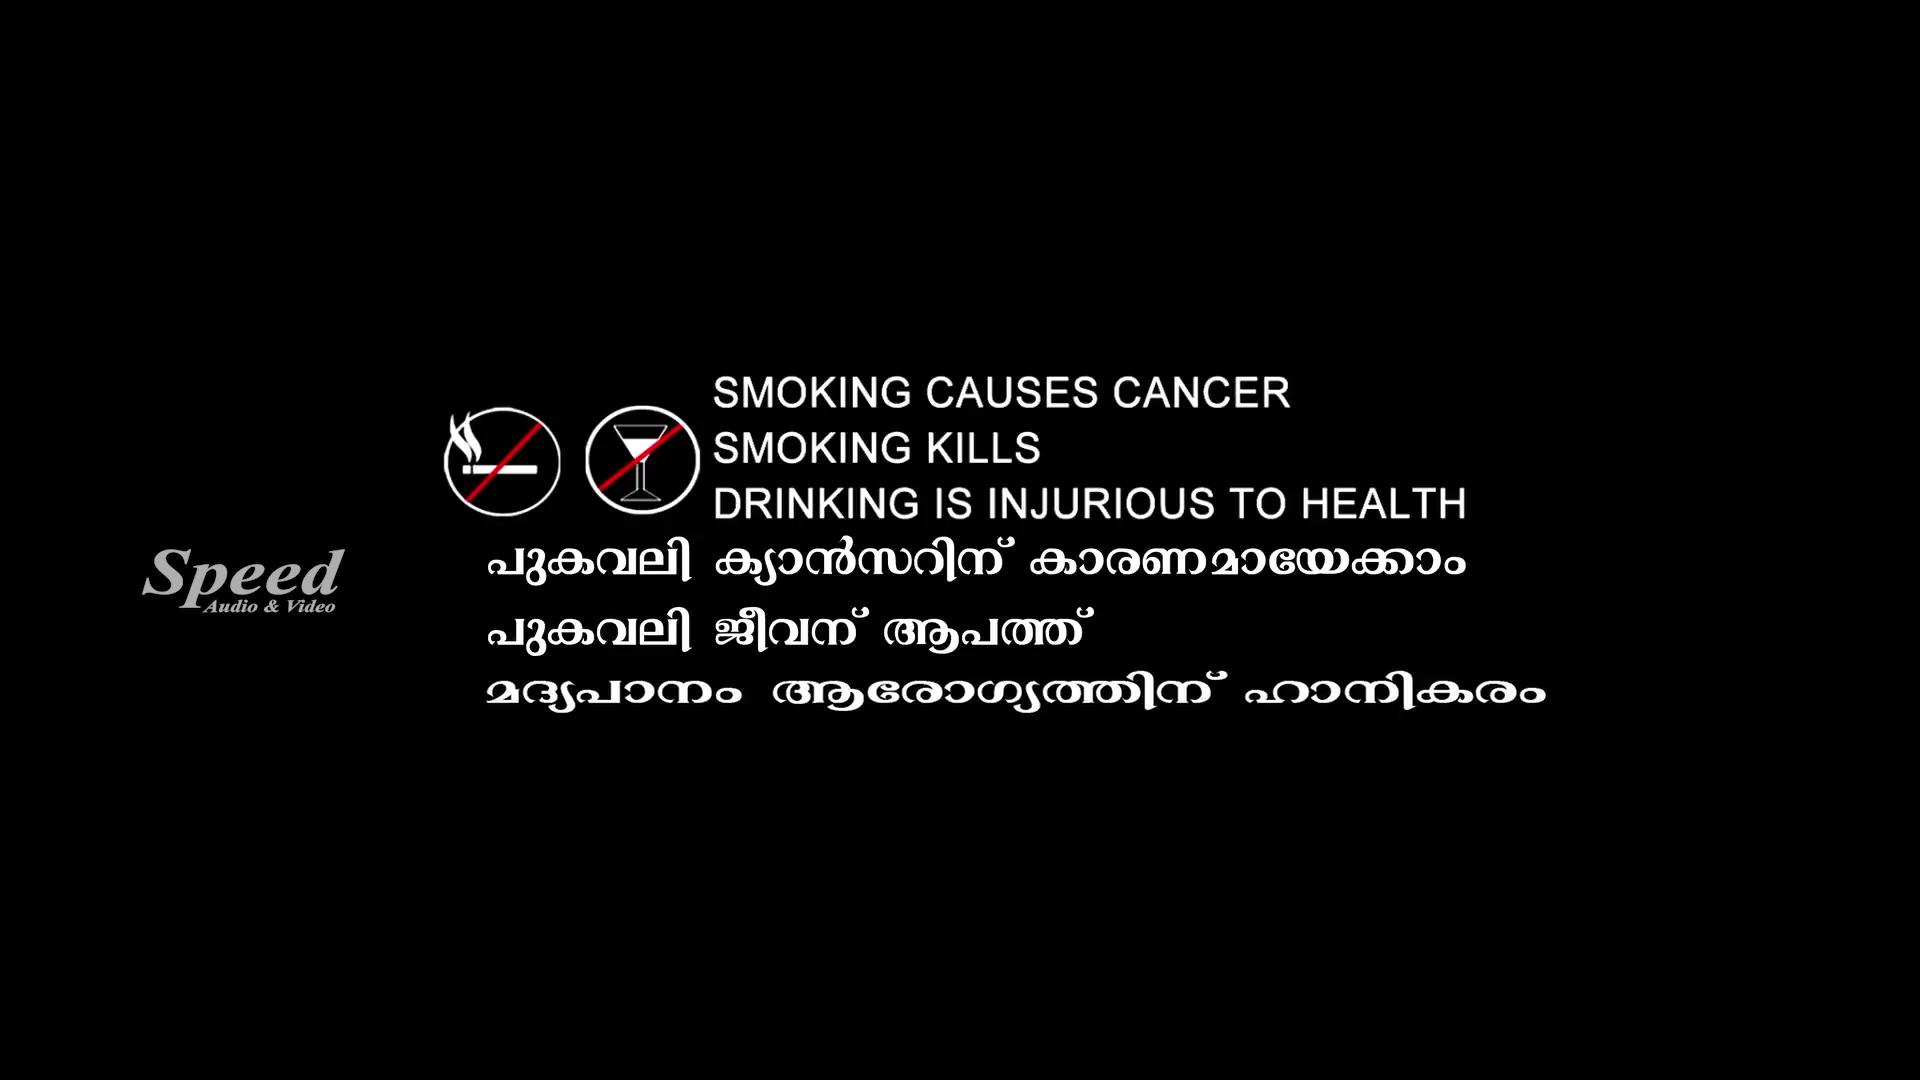 SMOKING CAUSES CANCER
SMOKING KILLS
DRINKING IS INJURIOUS TO HEALTH
പുകവലി ക്യാൻസറിന് കാരണമായേക്കാം
Speed
Audio & Video
പുകവലി ജീവന് ആപത്ത്
മദ്യപാനം ആരോഗ്യത്തിന് ഹാനികരം